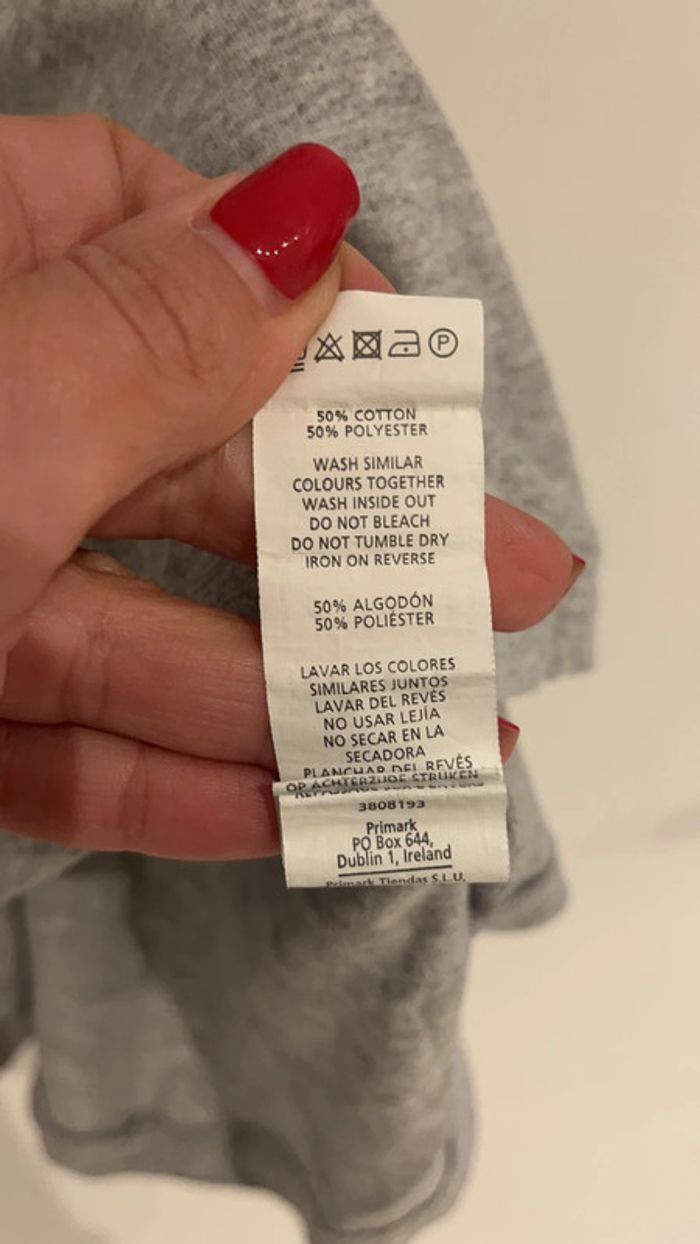 P
50% COTTON
50% POLYESTER
WASH SIMILAR
COLOURS TOGETHER
WASH INSIDE OUT
DO NOT BLEACH
DO NOT TUMBLE DRY
IRON ON REVERSE
50% ALGODÓN
50% POLIÉSTER
LAVAR LOS COLORES
SIMILARES JUNTOS
LAVAR DEL REVÉS
NO USAR LEJÍA
NO SECAR EN LA
SECADORA
PLANCHAR DEL REVÉS
OP ACHTERZIJDE STRIJKEN
3808193
Primark
PO Box 644,
Dublin 1, Ireland
Primark Tiendas S.L.U.